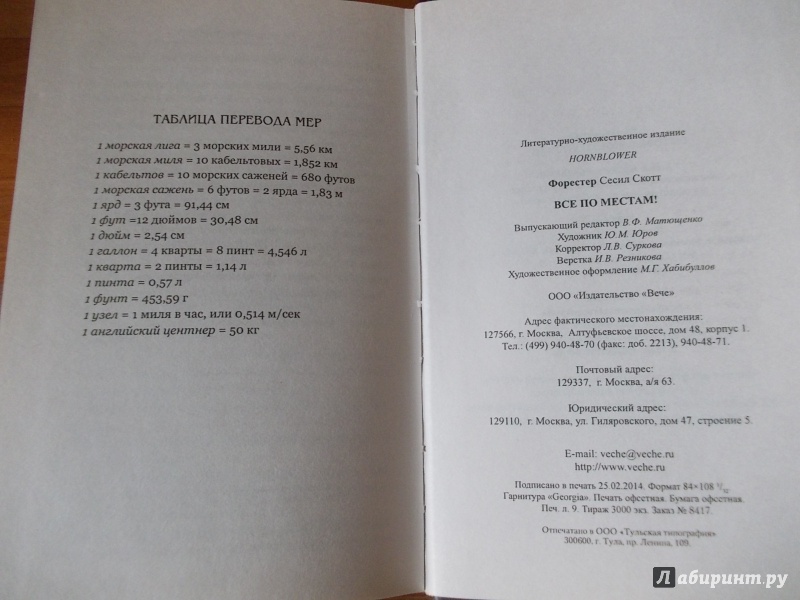 ТАБЛИЦА ПЕРЕВОДА МЕР
1 морская лига = 3 морских мили = 5,56 км
1 морская миля = 10 кабельтовых = 1,852 км
1 кабельтов = 10 морских саженей = 680 футов
1 морская сажень = 6 футов = 2 ярда = 1,83 м
1 ярд = 3 фута = 91,44 см
1 фут =12 дюймов = 30,48 см
1 дюйм = 2,54 см
1 галлон = 4 кварты = 8 пинт = 4,546 л
1 кварта = 2 пинты = 1,14 л
1 пинта = 0,57 л
1 фунт = 453,59 г
1 узел = 1 миля в час, или 0,514 м/сек
1 английский центнер = 50 кг
Литературно-художественное издание
HORNBLOWER
Форестер Сесил Скотт
ВСЕ ПО МЕСТАМ!
Выпускающий редактор В.Ф. Матющенко
Художник Ю.М. Юров
Корректор Л.В. Суркова
Верстка И.В. Резникова
Художественное оформление М.Г. Хабибуллов
ООО «Издательство «Вече»
Адрес фактического местонахождения:
127566, г. Москва, Алтуфьевское шоссе, дом 48, корпус 1.
Тел.: (499) 940-48-70 (факс: доб. 2213), 940-48-71.
Почтовый адрес:
129337, г. Москва, а/я 63.
Юридический адрес:
129110, г. Москва, ул. Гиляровского, дом 47, строение 5.
E-mail: veche@veche.ru
http://www.veche.ru
Подписано в печать 25.02.2014. Формат 84×108 1/32
Гарнитура «Georgia». Печать офсетная. Бумага офсетная.
Печ. л. 9. Тираж 3000 экз. Заказ № 8417.
Отпечатано в ООО «Тульская типография»
300600, г. Тула, пр. Ленина, 109.
Лабиринт.ру